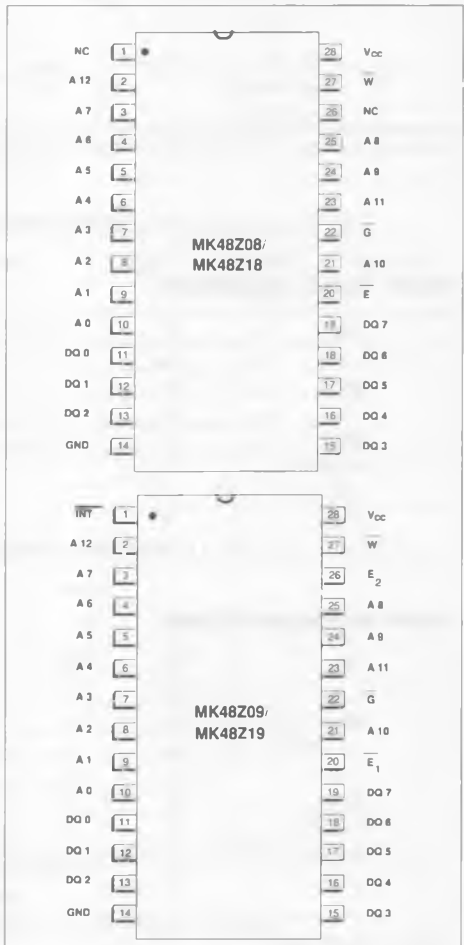 NC 1 28 Vcc
A 12 2 27 W̅
A 7 3 26 NC
A 6 4 25 A 8
A 5 5 24 A 9
A 4 6 23 A 11
A 3 7 22 G̅
MK48Z08/
MK48Z18
A 2 8 21 A 10
A 1 9 20 E̅
A 0 10 19 DQ 7
DQ 0 11 18 DQ 6
DQ 1 12 17 DQ 5
DQ 2 13 16 DQ 4
GND 14 15 DQ 3
I̅N̅T̅ 1 28 Vcc
A 12 2 27 W̅
A 7 3 26 E₂
A 6 4 25 A 8
A 5 5 24 A 9
A 4 6 23 A 11
A 3 7 22 G̅
MK48Z09/
MK48Z19
A 2 8 21 A 10
A 1 9 20 E̅₁
A 0 10 19 DQ 7
DQ 0 11 18 DQ 6
DQ 1 12 17 DQ 5
DQ 2 13 16 DQ 4
GND 14 15 DQ 3